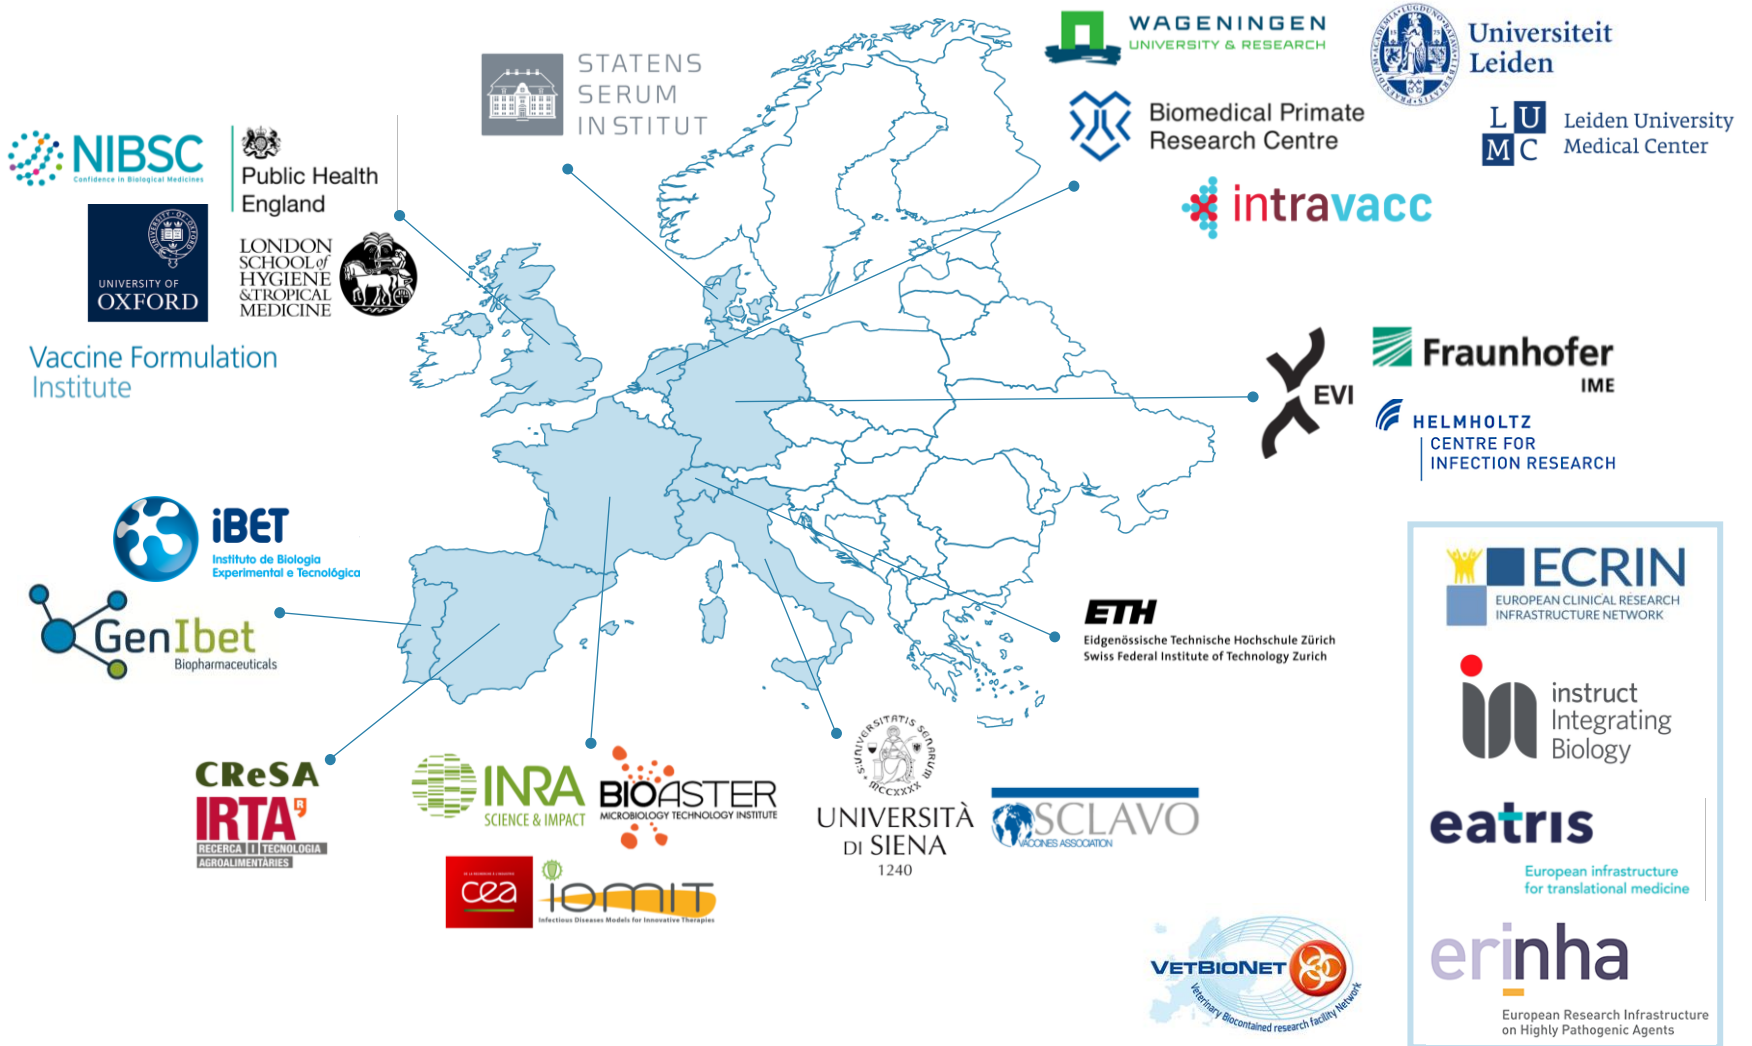 WAGENINGEN
UNIVERSITY & RESEARCH
Universiteit
Leiden
STATENS
SERUM
INSTITUT
Biomedical Primate
Research Centre
L U
M C
Leiden University
Medical Center
NIBSC
Confidence in Biological Medicines
Public Health
England
intravacc
UNIVERSITY OF
OXFORD
LONDON
SCHOOL of
HYGIENE
& TROPICAL
MEDICINE
Vaccine Formulation
Institute
EVI
Fraunhofer
IME
HELMHOLTZ
CENTRE FOR
INFECTION RESEARCH
iBET
Instituto de Biologia
Experimental e Tecnológica
GenIbet
Biopharmaceuticals
ETH
Eidgenössische Technische Hochschule Zürich
Swiss Federal Institute of Technology Zurich
ECRIN
EUROPEAN CLINICAL RESEARCH
INFRASTRUCTURE NETWORK
instruct
Integrating
Biology
CReSA
IRTA
RECERCA I TECNOLOGIA
AGROALIMENTÀRIES
INRA
SCIENCE & IMPACT
BIOASTER
MICROBIOLOGY TECHNOLOGY INSTITUTE
cea
IDMIT
Infectious Diseases Models for Innovative Therapies
MCCXXXX
UNIVERSITÀ
DI SIENA
1240
SCLAVO
VACCINES ASSOCIATION
eatris
European infrastructure
for translational medicine
VETBIONET
Veterinary Biocontained research facility Network
erinha
European Research Infrastructure
on Highly Pathogenic Agents